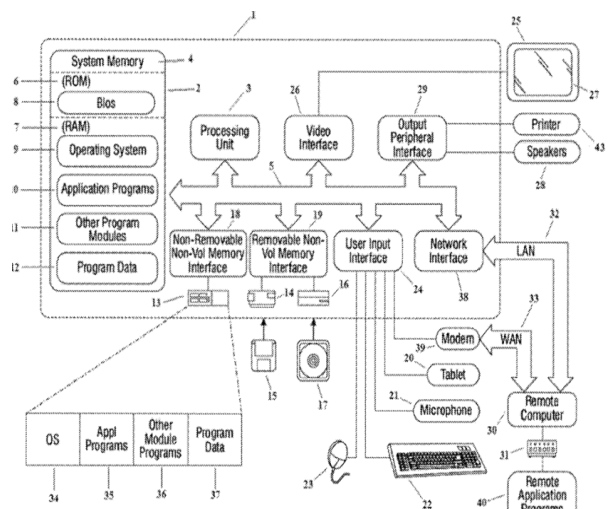 1
25
System Memory
4
6
(ROM)
2
3
26
29
27
8
Bios
7
(RAM)
Processing
Unit
Video
Interface
Output
Peripheral
Interface
Printer
43
9
Operating System
Speakers
28
5
10
Application Programs
18
19
32
11
Other Program
Modules
Non-Removable
Non-Vol Memory
Interface
Removable Non-
Vol Memory
Interface
User Input
Interface
Network
Interface
LAN
12
Program Data
13
14
16
24
38
33
39
Modem
WAN
20
Tablet
15
17
21
Microphone
30
Remote
Computer
31
OS
Appl
Programs
Other
Module
Programs
Program
Data
34
35
36
37
23
22
40
Remote
Application
Programs